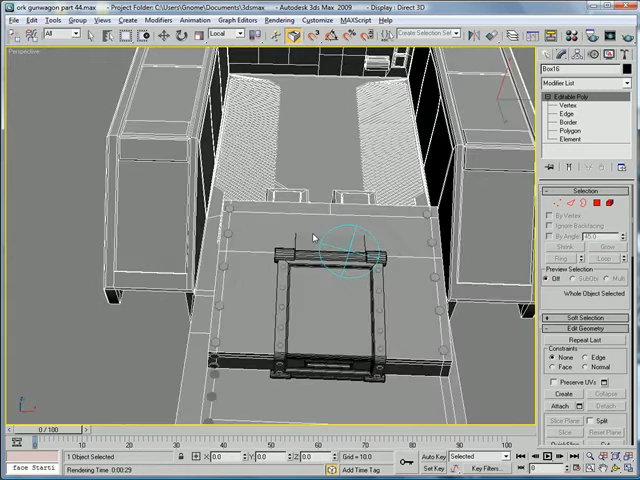 ork gunwagon part 44.max - Project Folder: C:\Users\Gnome\Documents\3dsmax - Autodesk 3ds Max 2009 - Display : Direct 3D
File Edit Tools Group Views Create Modifiers Animation Graph Editors Rendering Customize MAXScript Help
All Local Create Selection Set
Perspective
Box16
Modifier List
Editable Poly
Vertex
Edge
Border
Polygon
Element
Selection
By Vertex
Ignore Backfacing
By Angle: 45.0
Shrink Grow
Ring Loop
Preview Selection
Off SubObj Multi
Whole Object Selected
Soft Selection
Edit Geometry
Repeat Last
Constraints
None Edge
Face Normal
Preserve UVs
Create Collapse
Attach Detach
Slice Plane Split
Slice Reset Plane
0 / 100
0 10 20 30 40 50 60 70 80 90 100
1 Object Selected X: 0.0 Y: 0.0 Z: 0.0 Grid = 10.0 Auto Key Selected
face Starti Rendering Time 0:00:29 Add Time Tag Set Key Key Filters... 0